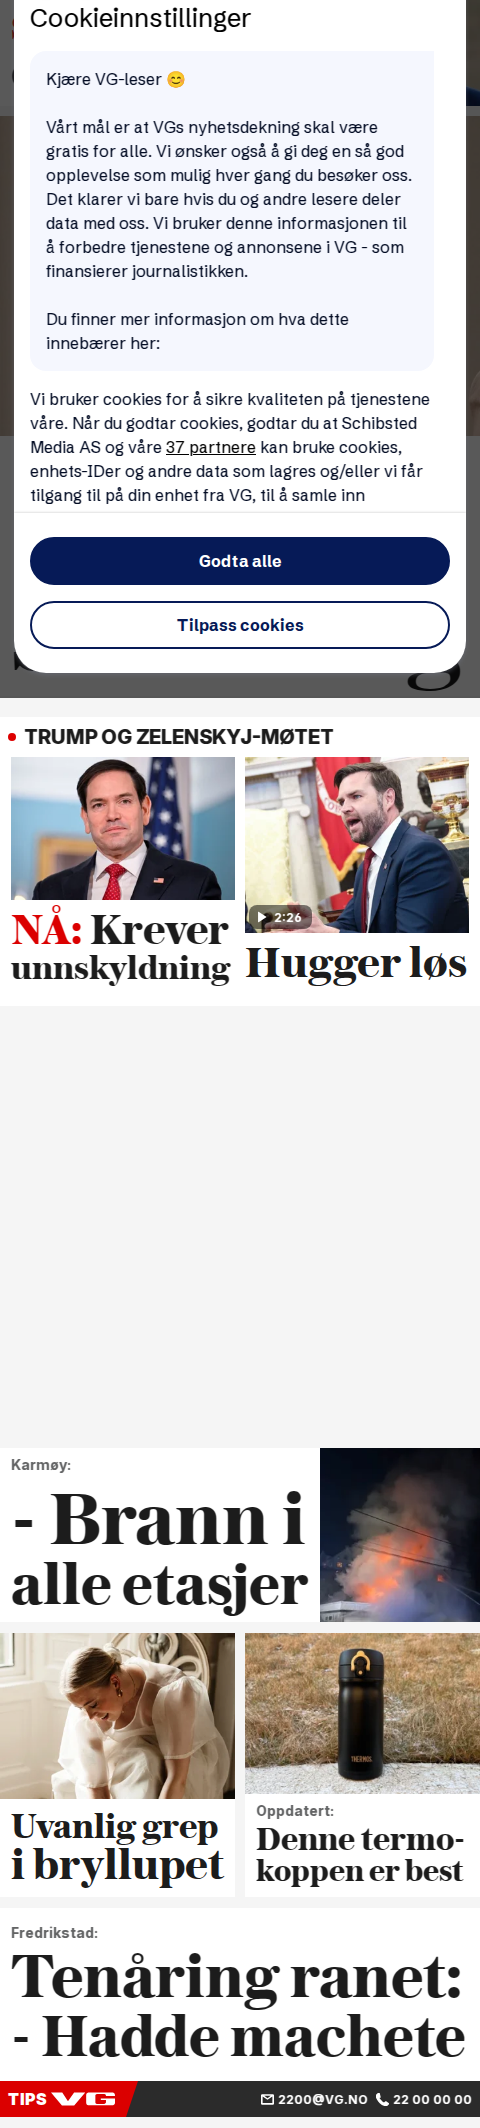 Cookieinnstillinger
Kjære VG-leser 😊
Vårt mål er at VGs nyhetsdekning skal være
gratis for alle. Vi ønsker også å gi deg en så god
opplevelse som mulig hver gang du besøker oss.
Det klarer vi bare hvis du og andre lesere deler
data med oss. Vi bruker denne informasjonen til
å forbedre tjenestene og annonsene i VG - som
finansierer journalistikken.
Du finner mer informasjon om hva dette
innebærer her:
Vi bruker cookies for å sikre kvaliteten på tjenestene
våre. Når du godtar cookies, godtar du at Schibsted
Media AS og våre 37 partnere kan bruke cookies,
enhets-IDer og andre data som lagres og/eller vi får
tilgang til på din enhet fra VG, til å samle inn
Godta alle
Tilpass cookies
TRUMP OG ZELENSKYJ-MØTET
NÅ: Krever
unnskyldning
2:26
Hugger løs
Karmøy:
- Brann i
alle etasjer
Uvanlig grep
i bryllupet
THERMOS
Oppdatert:
Denne termo-
koppen er best
Fredrikstad:
Tenåring ranet:
- Hadde machete
TIPS VG
2200@VG.NO
22 00 00 00